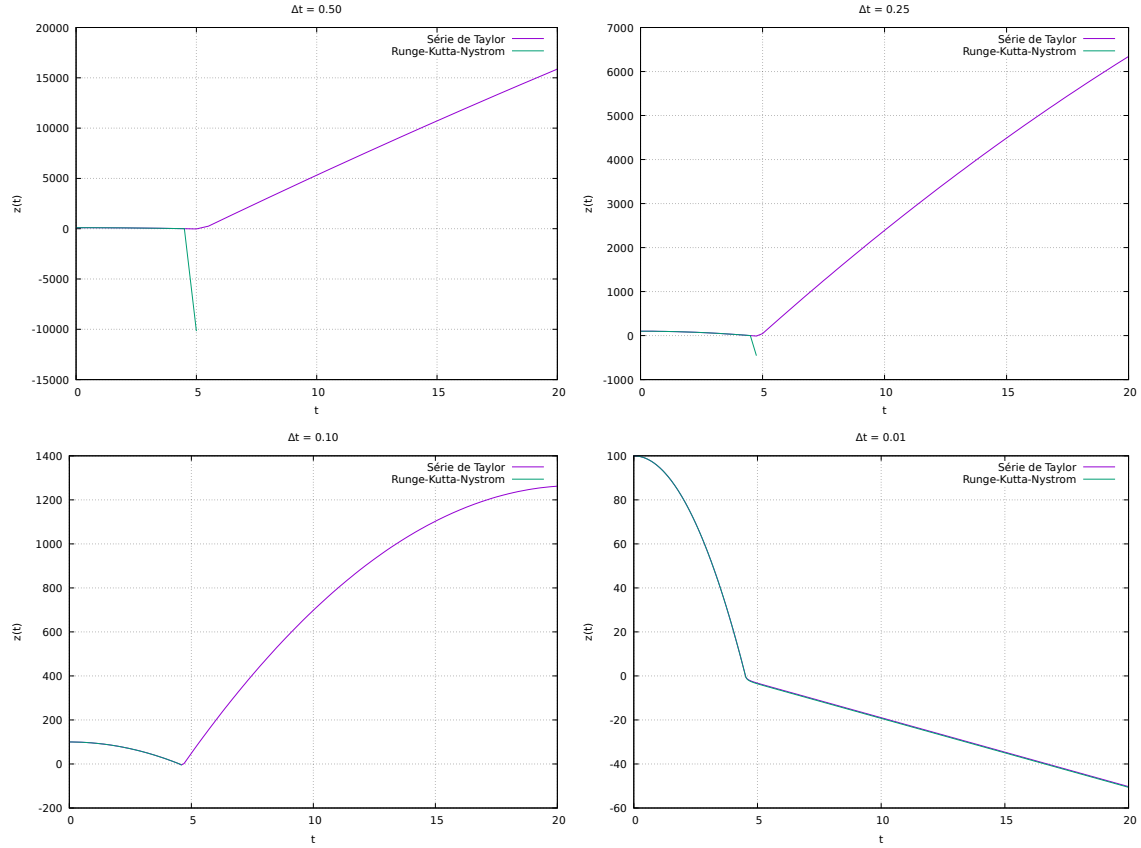 Δt = 0.50
20000
15000
10000
5000
0
-5000
-10000
-15000
z(t)
Série de Taylor
Runge-Kutta-Nystrom
0 5 10 15 20
t
Δt = 0.25
7000
6000
5000
4000
3000
2000
1000
0
-1000
z(t)
Série de Taylor
Runge-Kutta-Nystrom
0 5 10 15 20
t
Δt = 0.10
1400
1200
1000
800
600
400
200
0
-200
z(t)
Série de Taylor
Runge-Kutta-Nystrom
0 5 10 15 20
t
Δt = 0.01
100
80
60
40
20
0
-20
-40
-60
z(t)
Série de Taylor
Runge-Kutta-Nystrom
0 5 10 15 20
t